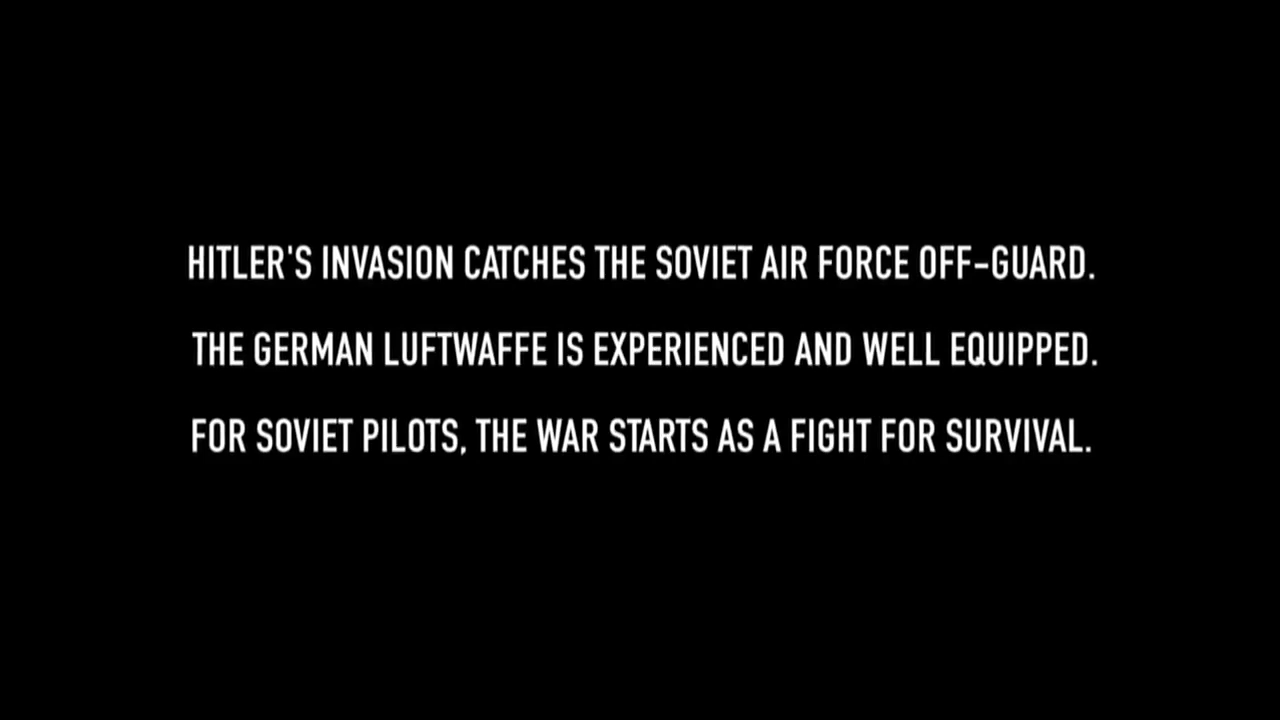 HITLER'S INVASION CATCHES THE SOVIET AIR FORCE OFF-GUARD.
THE GERMAN LUFTWAFFE IS EXPERIENCED AND WELL EQUIPPED.
FOR SOVIET PILOTS, THE WAR STARTS AS A FIGHT FOR SURVIVAL.